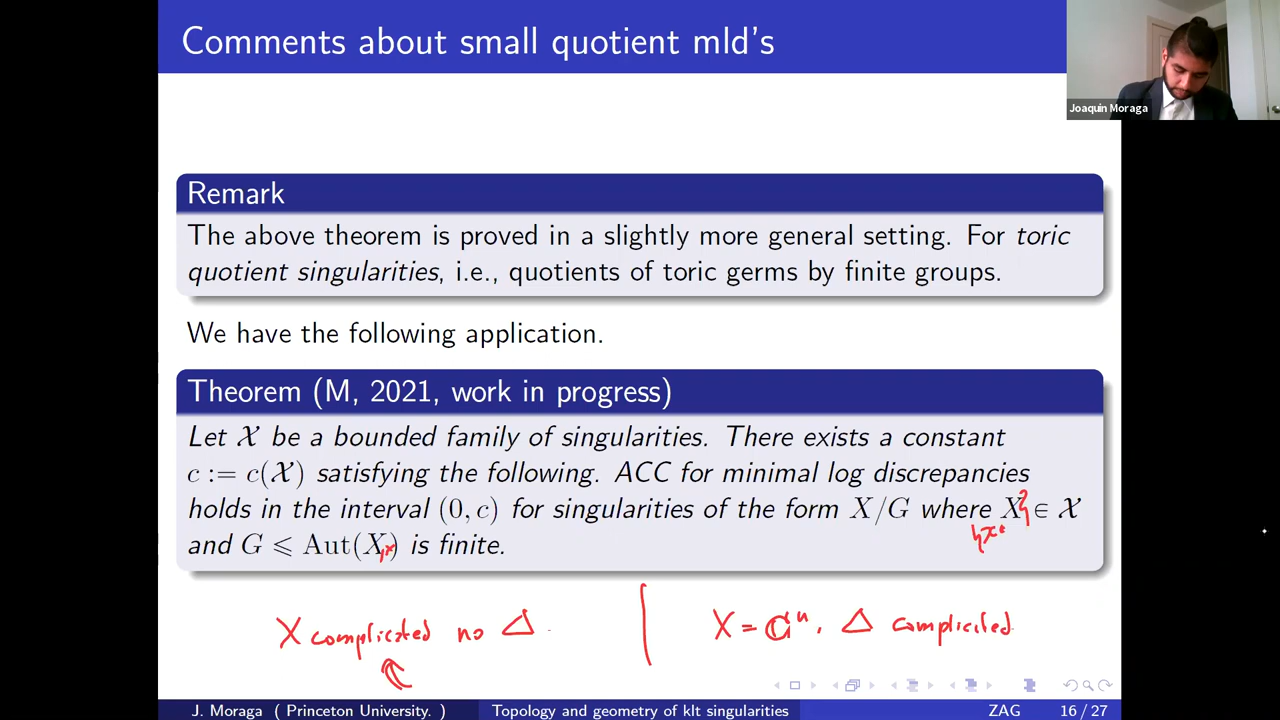 Comments about small quotient mld's
Joaquín Moraga
Remark
The above theorem is proved in a slightly more general setting. For toric
quotient singularities, i.e., quotients of toric germs by finite groups.
We have the following application.
Theorem (M, 2021, work in progress)
Let 𝒳 be a bounded family of singularities. There exists a constant
c := c(𝒳) satisfying the following. ACC for minimal log discrepancies
holds in the interval (0, c) for singularities of the form X/G where X ∈ 𝒳
and G ⩽ Aut(X,x) is finite.
X complicated no Δ
X = ℂⁿ, Δ complicated
J. Moraga ( Princeton University. )
Topology and geometry of klt singularities
ZAG
16 / 27